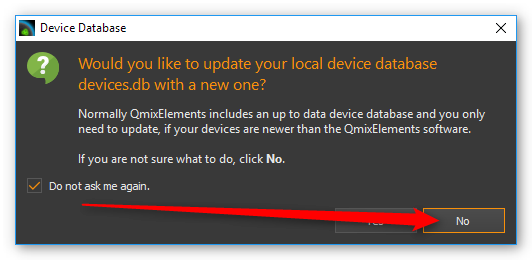 Device Database
Would you like to update your local device database
devices.db with a new one?
Normally QmixElements includes an up to data device database and you only
need to update, if your devices are newer than the QmixElements software.
If you are not sure what to do, click No.
Do not ask me again.
No